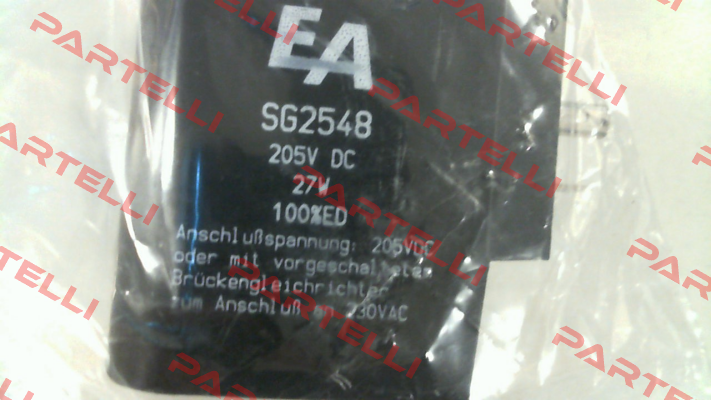 EA
SG2548
205V DC
27W
100%ED
Anschlußspannung: 205VDC
oder mit vorgeschaltetem
Brückengleichrichter
zum Anschluß an 230VAC
PARTELLI
PARTELLI
PARTELLI
PARTELLI
PARTELLI
PARTELLI
PARTELLI
PARTELLI
PARTELLI